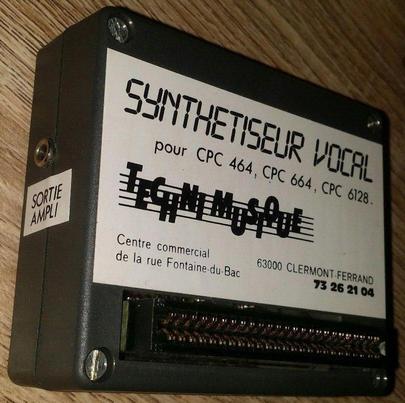 SYNTHETISEUR VOCAL
pour CPC 464, CPC 664, CPC 6128.
TECHNIMUSIQUE
Centre commercial
de la rue Fontaine-du-Bac
63000 CLERMONT-FERRAND
73 26 21 04
SORTIE
AMPLI